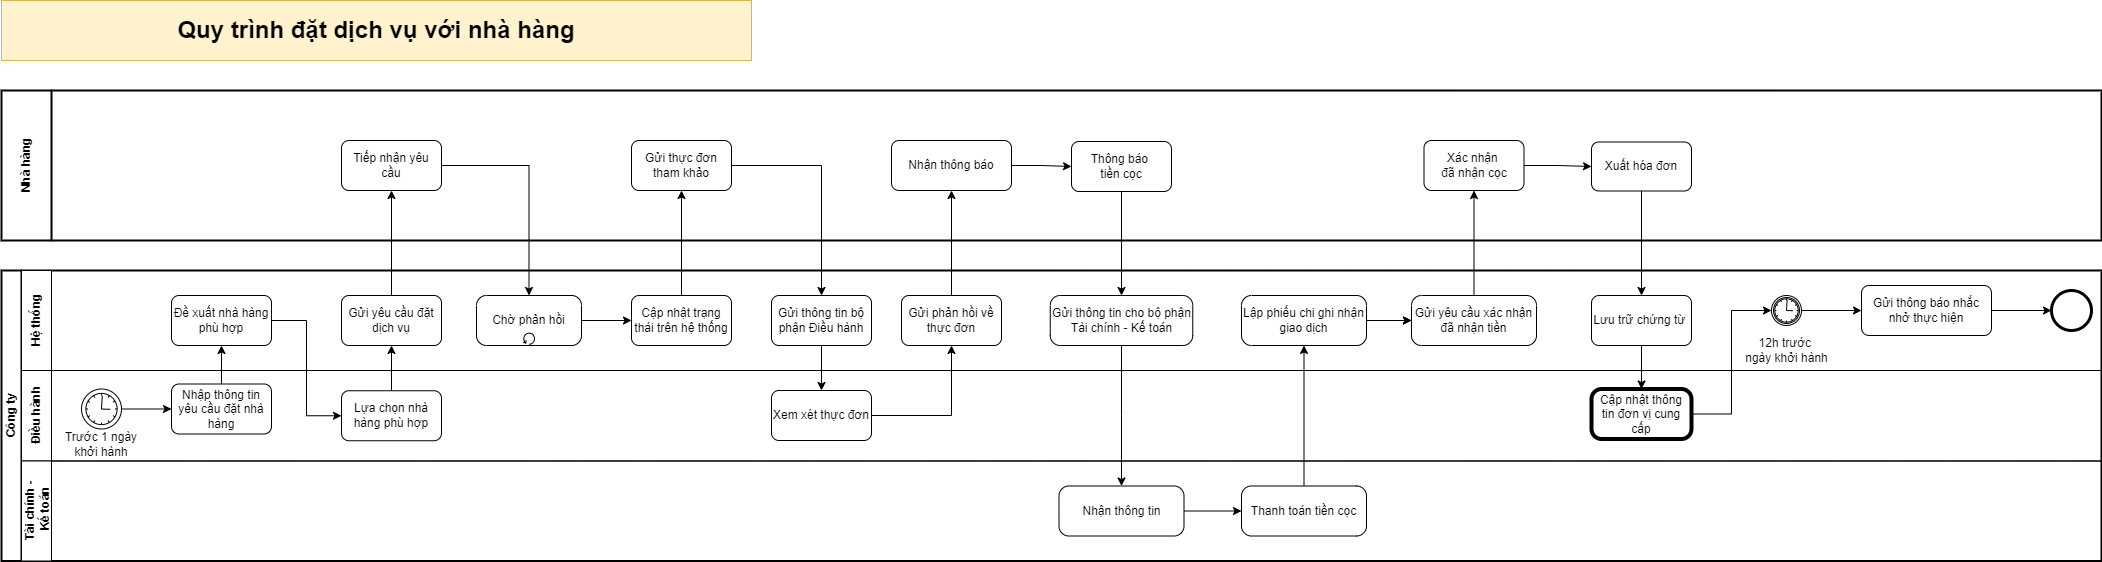 Quy trình đặt dịch vụ với nhà hàng
Nhà hàng
Tiếp nhận yêu
cầu
Gửi thực đơn
tham khảo
Nhận thông báo
Thông báo
tiền cọc
Xác nhận
đã nhận cọc
Xuất hóa đơn
Công ty
Hệ thống
Đề xuất nhà hàng
phù hợp
Gửi yêu cầu đặt
dịch vụ
Chờ phản hồi
Cập nhật trạng
thái trên hệ thống
Gửi thông tin bộ
phận Điều hành
Gửi phản hồi về
thực đơn
Gửi thông tin cho bộ phận
Tài chính - Kế toán
Lập phiếu chi ghi nhận
giao dịch
Gửi yêu cầu xác nhận
đã nhận tiền
Lưu trữ chứng từ
12h trước
ngày khởi hành
Gửi thông báo nhắc
nhở thực hiện
Điều hành
Trước 1 ngày
khởi hành
Nhập thông tin
yêu cầu đặt nhà
hàng
Lựa chọn nhà
hàng phù hợp
Xem xét thực đơn
Cập nhật thông
tin đơn vị cung
cấp
Tài chính -
Kế toán
Nhận thông tin
Thanh toán tiền cọc